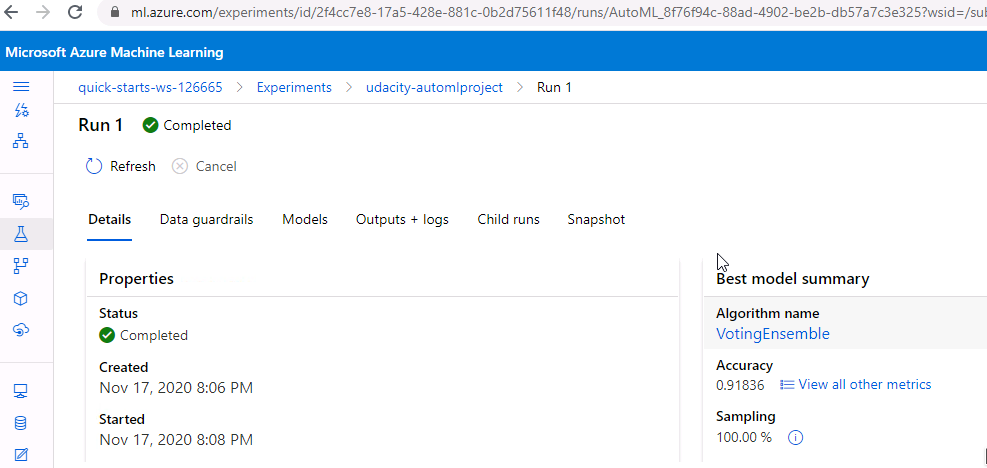 ml.azure.com/experiments/id/2f4cc7e8-17a5-428e-881c-0b2d75611f48/runs/AutoML_8f76f94c-88ad-4902-be2b-db57a7c3e325?wsid=/sub
Microsoft Azure Machine Learning
quick-starts-ws-126665 > Experiments > udacity-automlproject > Run 1
Run 1 Completed
Refresh Cancel
Details Data guardrails Models Outputs + logs Child runs Snapshot
Properties
Status
Completed
Created
Nov 17, 2020 8:06 PM
Started
Nov 17, 2020 8:08 PM
Best model summary
Algorithm name
VotingEnsemble
Accuracy
0.91836 View all other metrics
Sampling
100.00 %